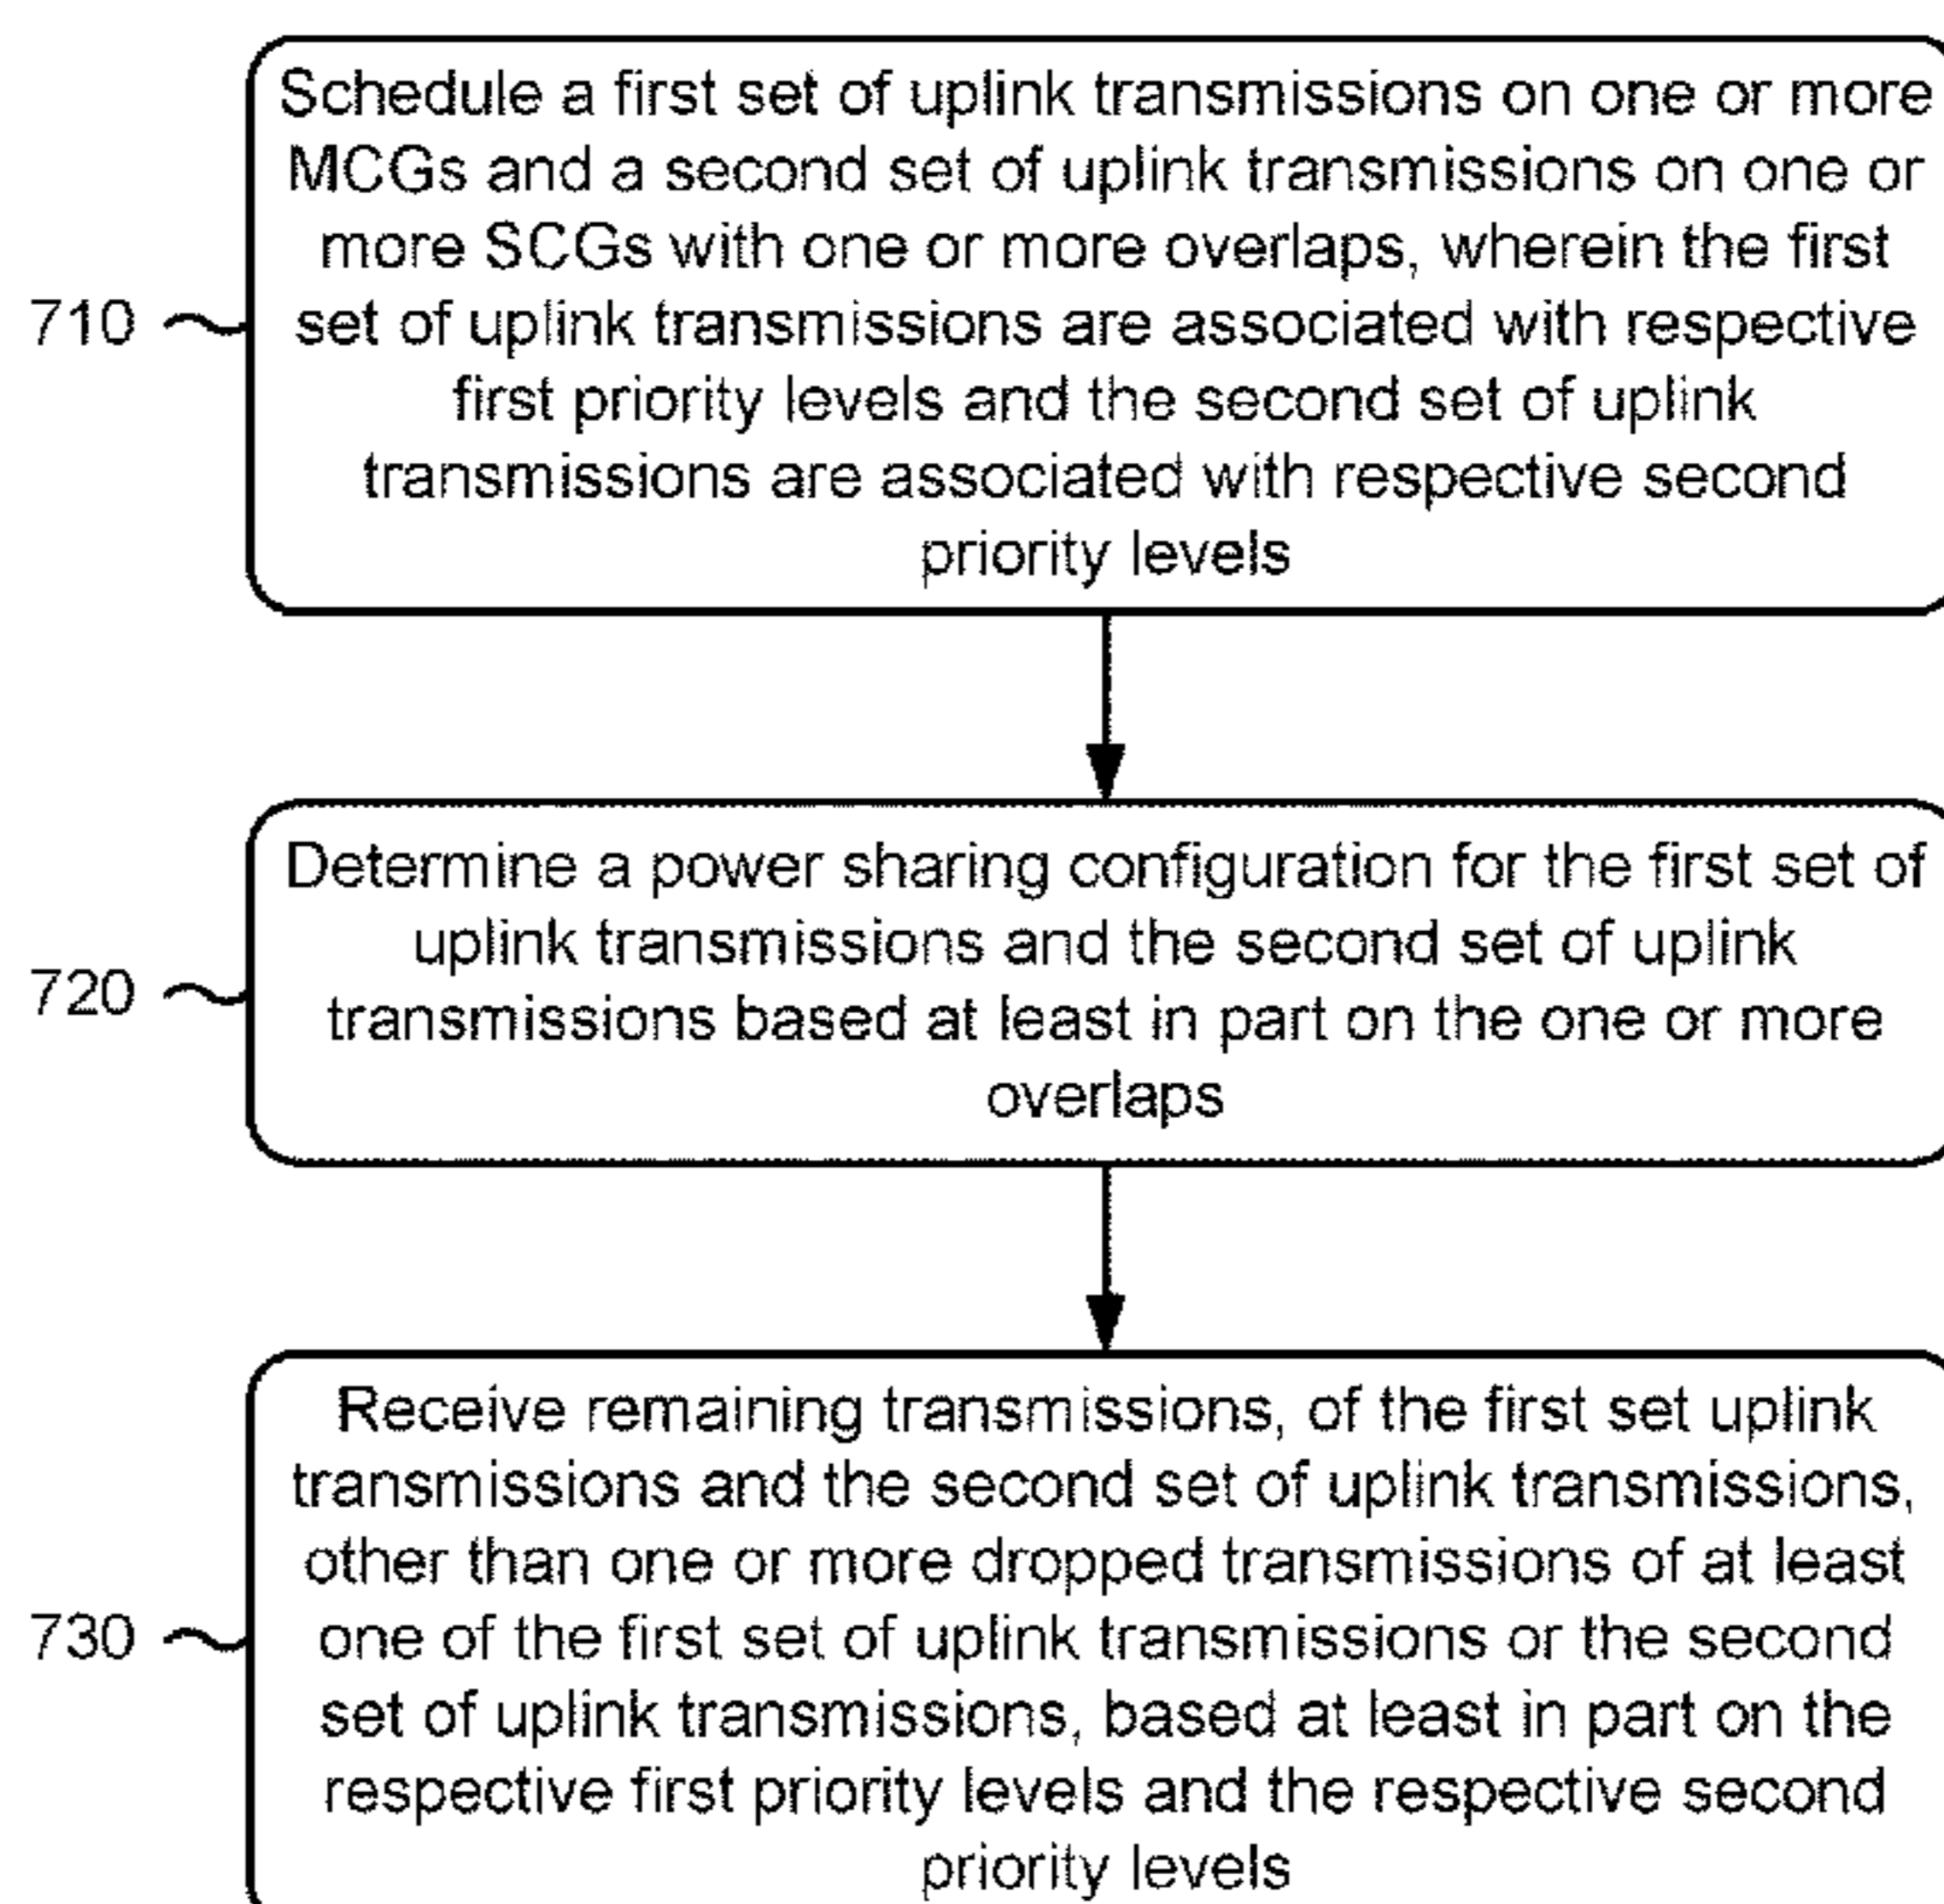 Schedule a first set of uplink transmissions on one or more
MCGs and a second set of uplink transmissions on one or
more SCGs with one or more overlaps, wherein the first
710 set of uplink transmissions are associated with respective
first priority levels and the second set of uplink
transmissions are associated with respective second
priority levels
Determine a power sharing configuration for the first set of
uplink transmissions and the second set of uplink
720 transmissions based at least in part on the one or more
overlaps
Receive remaining transmissions, of the first set uplink
transmissions and the second set of uplink transmissions,
other than one or more dropped transmissions of at least
730 one of the first set of uplink transmissions or the second
set of uplink transmissions, based at least in part on the
respective first priority levels and the respective second
priority levels